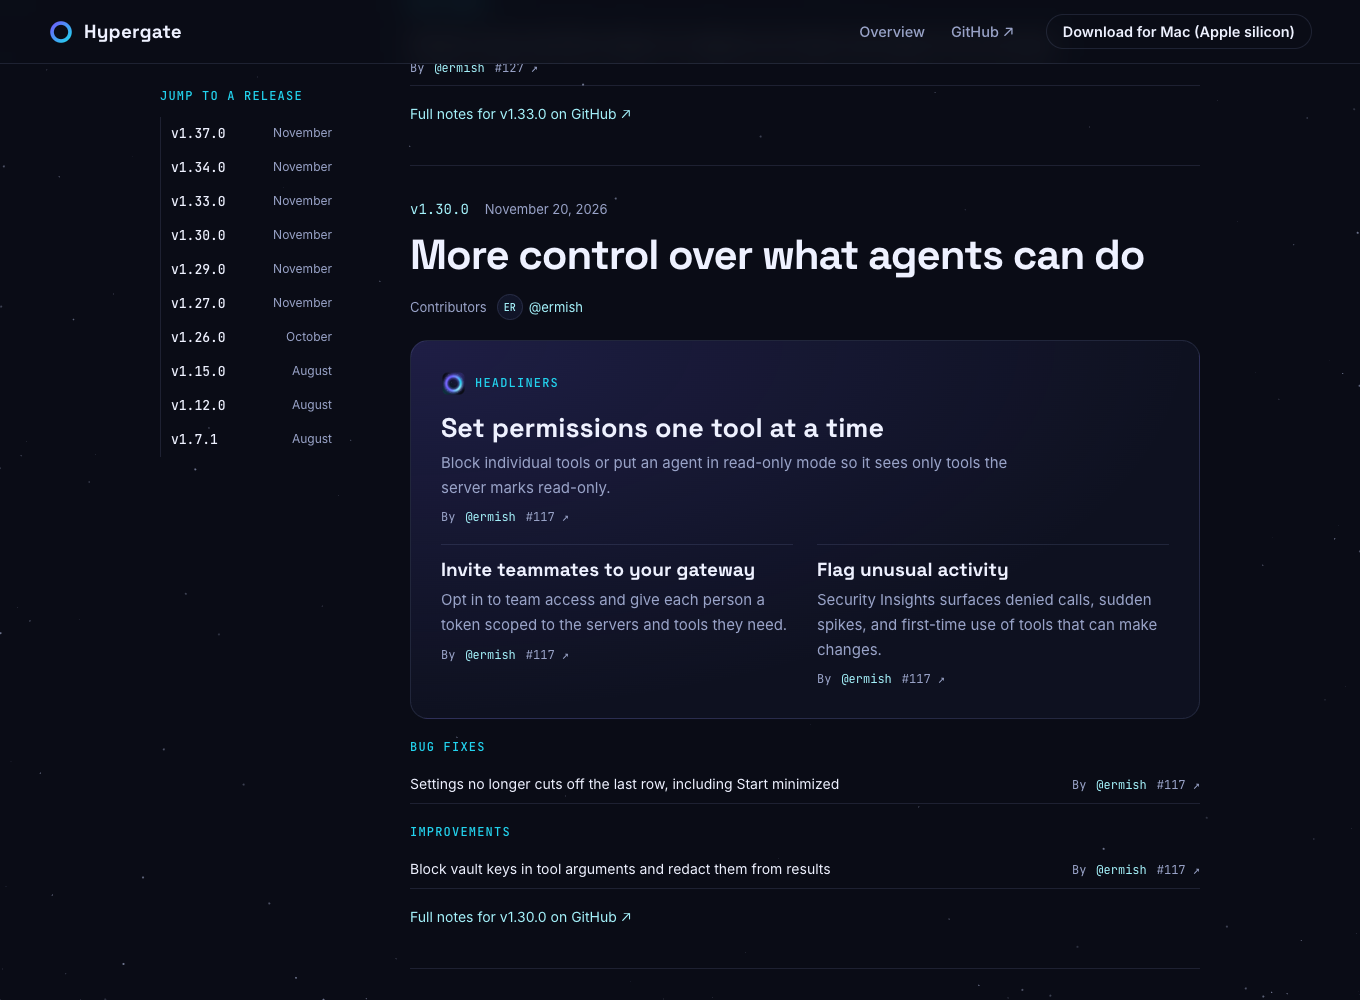 Hypergate
Overview
GitHub ↗
Download for Mac (Apple silicon)
JUMP TO A RELEASE
v1.37.0 November
v1.34.0 November
v1.33.0 November
v1.30.0 November
v1.29.0 November
v1.27.0 November
v1.26.0 October
v1.15.0 August
v1.12.0 August
v1.7.1 August
By @ermish #127 ↗
Full notes for v1.33.0 on GitHub ↗
v1.30.0 November 20, 2026
More control over what agents can do
Contributors ER @ermish
HEADLINERS
Set permissions one tool at a time
Block individual tools or put an agent in read-only mode so it sees only tools the
server marks read-only.
By @ermish #117 ↗
Invite teammates to your gateway
Opt in to team access and give each person a
token scoped to the servers and tools they need.
By @ermish #117 ↗
Flag unusual activity
Security Insights surfaces denied calls, sudden
spikes, and first-time use of tools that can make
changes.
By @ermish #117 ↗
BUG FIXES
Settings no longer cuts off the last row, including Start minimized
By @ermish #117 ↗
IMPROVEMENTS
Block vault keys in tool arguments and redact them from results
By @ermish #117 ↗
Full notes for v1.30.0 on GitHub ↗